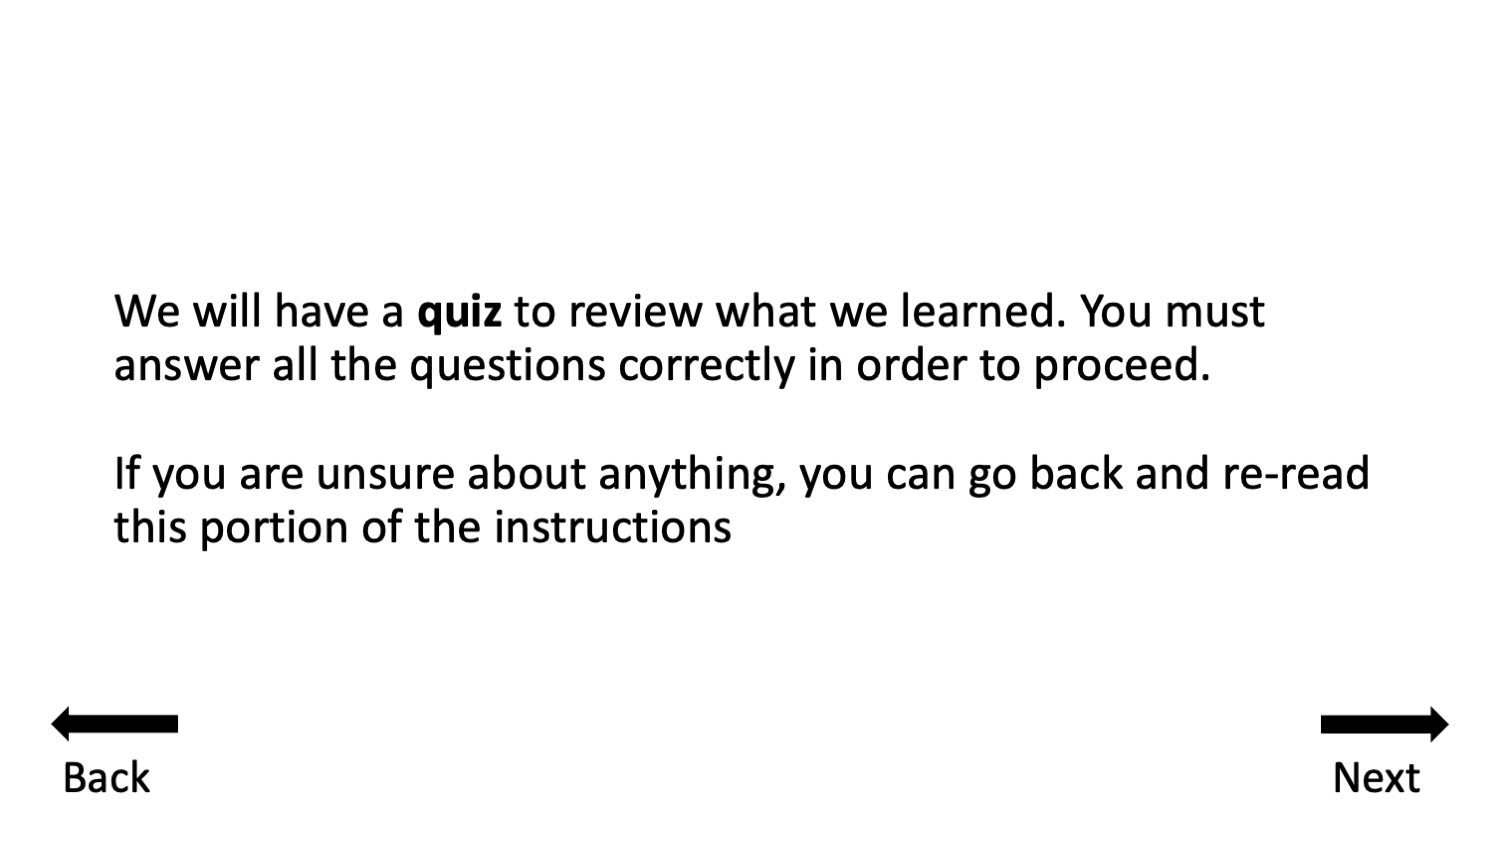 We will have a quiz to review what we learned. You must
answer all the questions correctly in order to proceed.
If you are unsure about anything, you can go back and re-read
this portion of the instructions
Back
Next